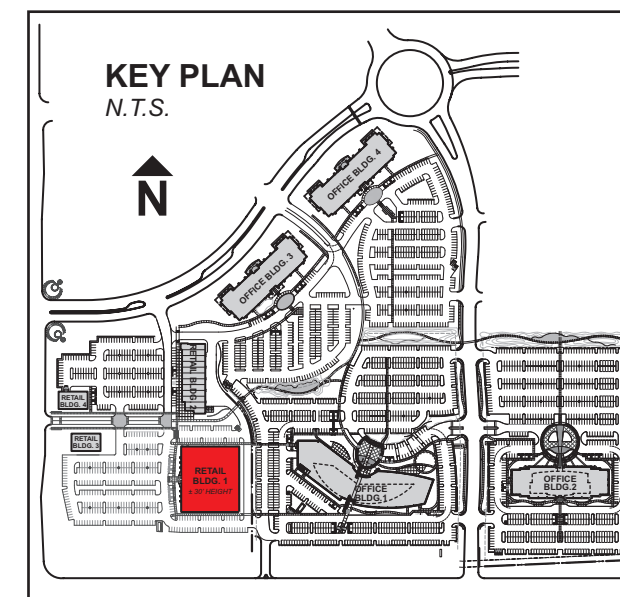 KEY PLAN
N.T.S.
N
OFFICE BLDG. 4
OFFICE BLDG. 3
RETAIL BLDG. 2
RETAIL
BLDG. 4
RETAIL
BLDG. 3
RETAIL
BLDG. 1
± 30' HEIGHT
OFFICE
BLDG.1
OFFICE
BLDG.2